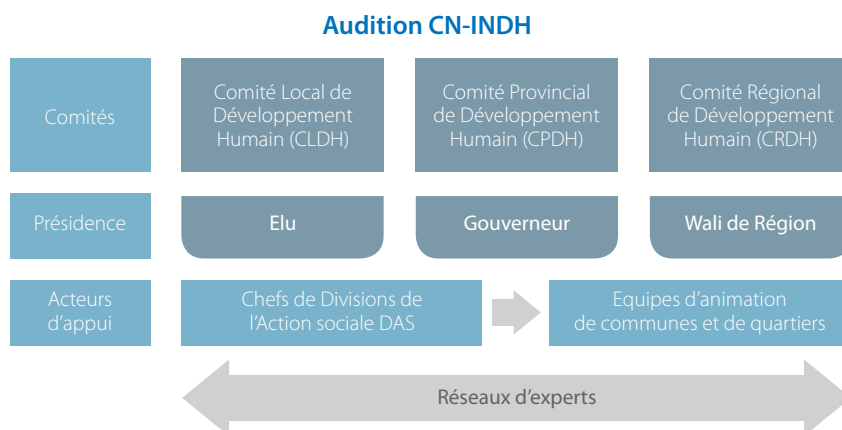 Audition CN-INDH
Comités
Comité Local de
Développement
Humain (CLDH)
Comité Provincial
de Développement
Humain (CPDH)
Comité Régional
de Développement
Humain (CRDH)
Présidence
Elu
Gouverneur
Wali de Région
Acteurs
d'appui
Chefs de Divisions de
l'Action sociale DAS
Equipes d'animation
de communes et de quartiers
Réseaux d'experts